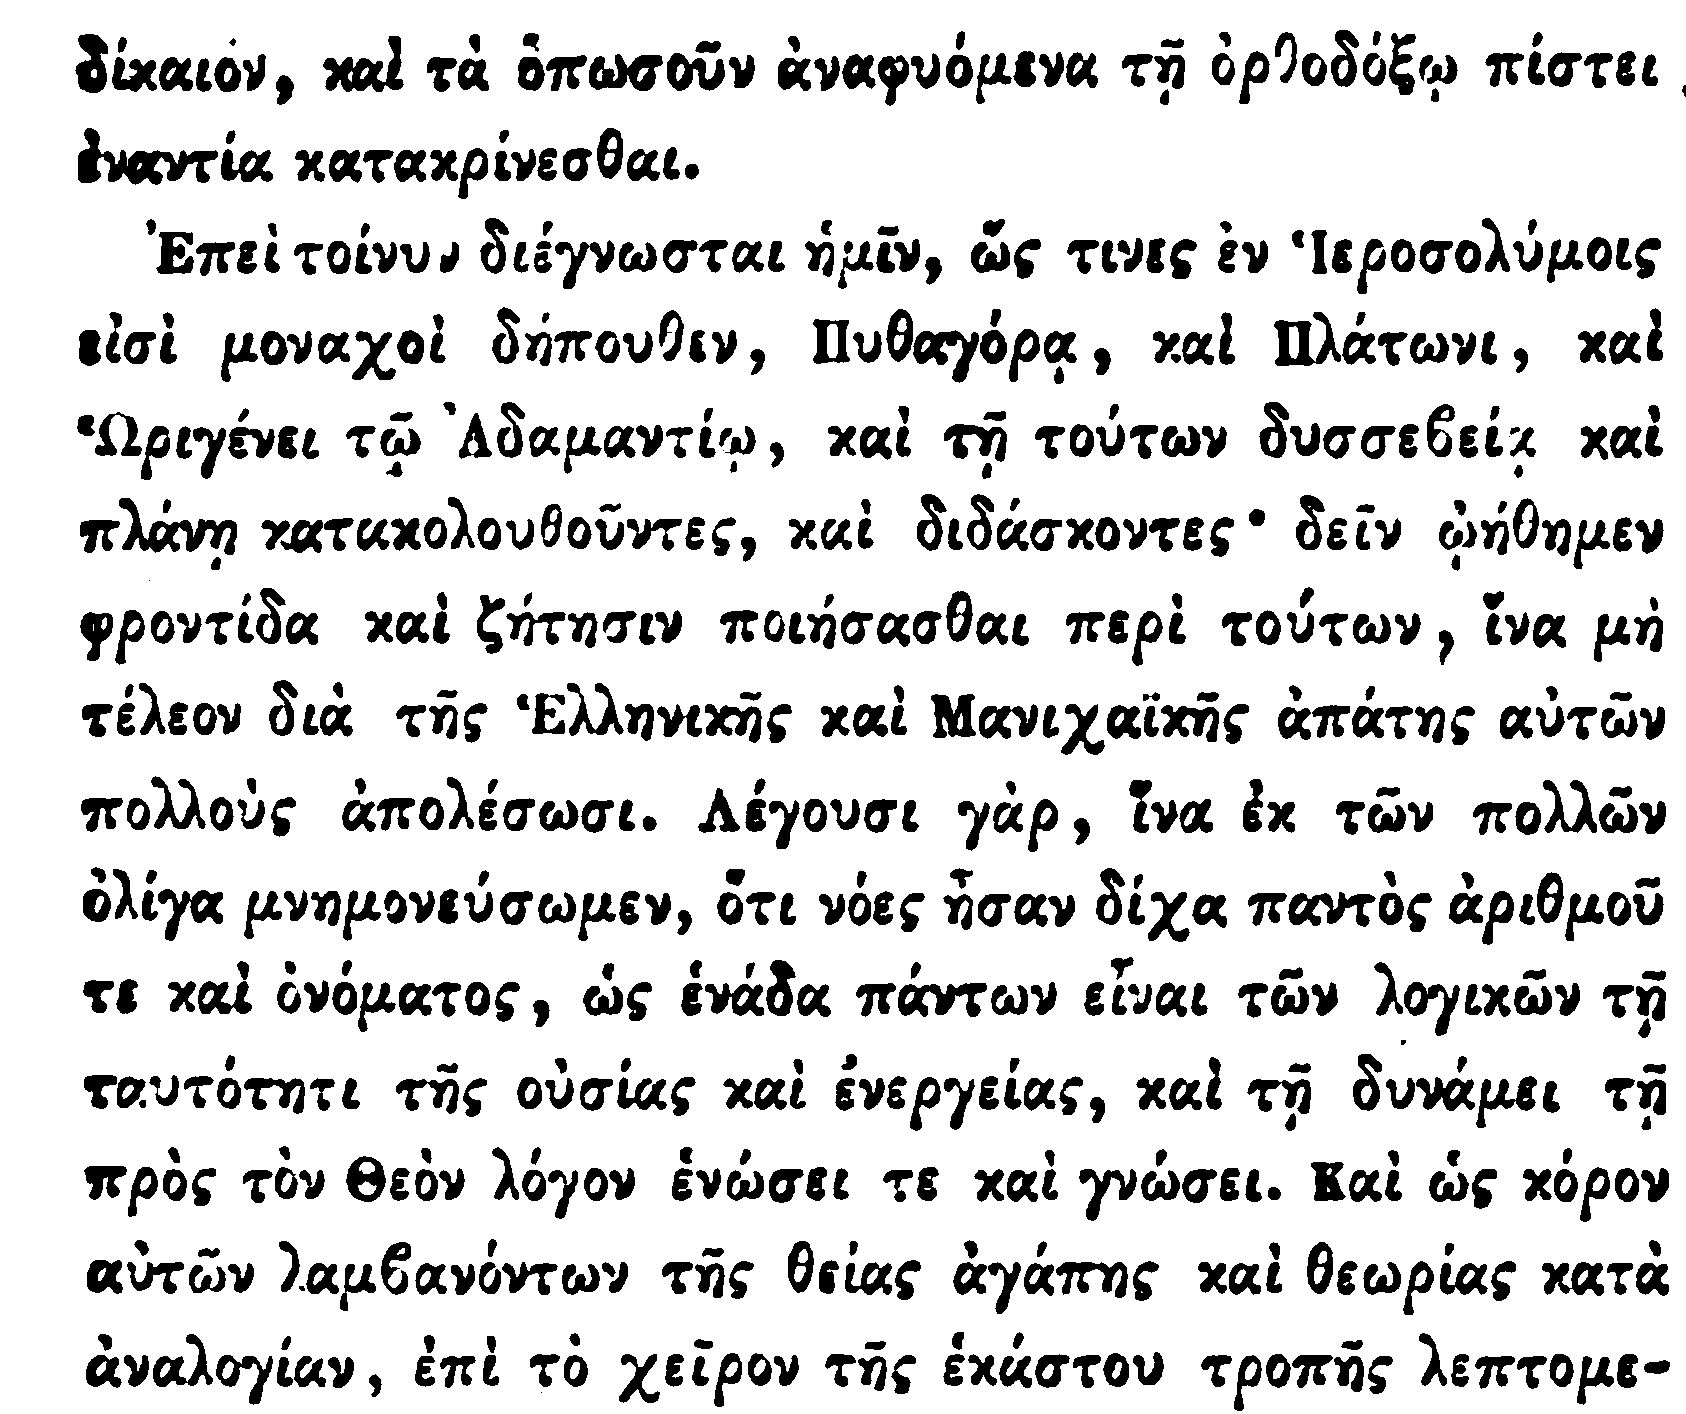 δίκαιον, καὶ τὰ ὁπωσοῦν ἀναφυόμενα τῇ ὀρθοδόξῳ πίστει
ἐναντία κατακρίνεσθαι.
Ἐπεὶ τοίνυν διέγνωσται ἡμῖν, ὥς τινες ἐν Ἱεροσολύμοις
εἰσὶ μοναχοὶ δήπουθεν, Πυθαγόρᾳ, καὶ Πλάτωνι, καὶ
Ὡριγένει τῷ Ἀδαμαντίῳ, καὶ τῇ τούτων δυσσεβείᾳ καὶ
πλάνῃ κατακολουθοῦντες, καὶ διδάσκοντες· δεῖν ᾠήθημεν
φροντίδα καὶ ζήτησιν ποιήσασθαι περὶ τούτων, ἵνα μὴ
τέλεον διὰ τῆς Ἑλληνικῆς καὶ Μανιχαϊκῆς ἀπάτης αὐτῶν
πολλοὺς ἀπολέσωσι. Λέγουσι γὰρ, ἵνα ἐκ τῶν πολλῶν
ὀλίγα μνημονεύσωμεν, ὅτι νόες ἦσαν δίχα παντὸς ἀριθμοῦ
τε καὶ ὀνόματος, ὡς ἑνάδα πάντων εἶναι τῶν λογικῶν τῇ
ταυτότητι τῆς οὐσίας καὶ ἐνεργείας, καὶ τῇ δυνάμει τῇ
πρὸς τὸν Θεὸν λόγον ἑνώσει τε καὶ γνώσει. Καὶ ὡς κόρον
αὐτῶν λαμβανόντων τῆς θείας ἀγάπης καὶ θεωρίας κατὰ
ἀναλογίαν, ἐπὶ τὸ χεῖρον τῆς ἑκάστου τροπῆς λεπτομε-